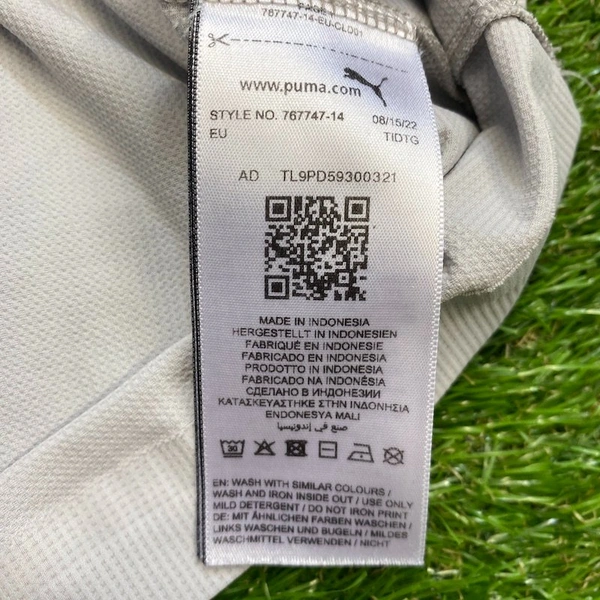 PAGE 1
767747-14-EU-CLD01
www.puma.com
STYLE NO. 767747-14 08/15/22
EU TIDTG
AD TL9PD59300321
MADE IN INDONESIA
HERGESTELLT IN INDONESIEN
FABRIQUÉ EN INDONESIE
FABRICADO EN INDONESIA
PRODOTTO IN INDONESIA
FABRICADO NA INDONÉSIA
СДЕЛАНО В ИНДОНЕЗИИ
ΚΑΤΑΣΚΕΥΑΣΤΗΚΕ ΣΤΗΝ ΙΝΔΟΝΗΣΙΑ
ENDONESYA MALI
صنع في إندونيسيا
30
EN: WASH WITH SIMILAR COLOURS /
WASH AND IRON INSIDE OUT / USE ONLY
MILD DETERGENT / DO NOT IRON PRINT
DE: MIT ÄHNLICHEN FARBEN WASCHEN /
LINKS WASCHEN UND BUGELN / MILDES
WASCHMITTEL VERWENDEN / NICHT